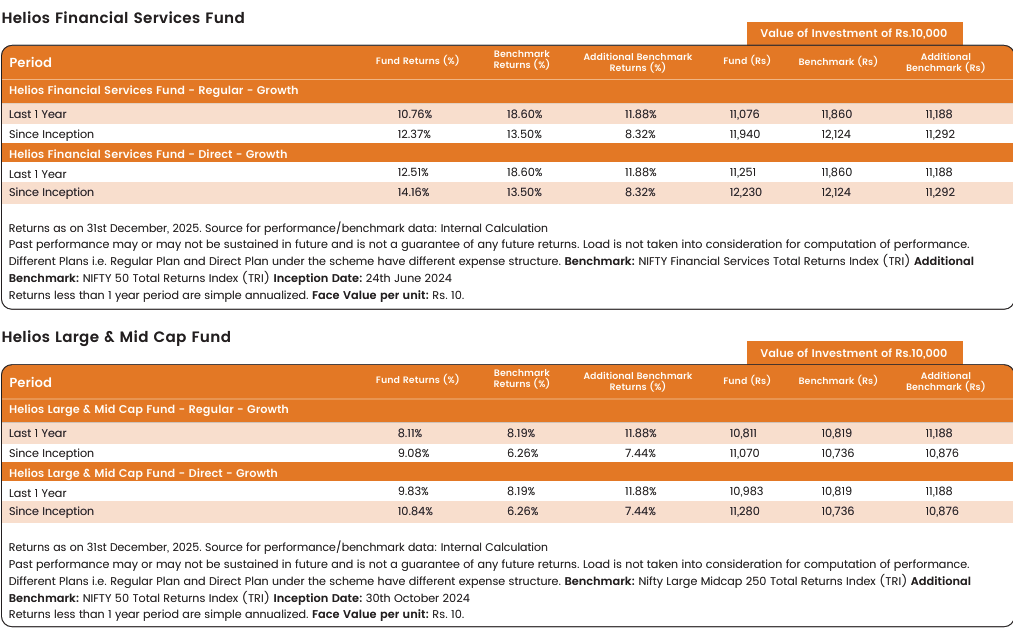 Helios Financial Services Fund
Value of Investment of Rs.10,000
Period Fund Returns (%) Benchmark Returns (%) Additional Benchmark Returns (%) Fund (Rs) Benchmark (Rs) Additional Benchmark (Rs)
Helios Financial Services Fund - Regular - Growth
Last 1 Year 10.76% 18.60% 11.88% 11,076 11,860 11,188
Since Inception 12.37% 13.50% 8.32% 11,940 12,124 11,292
Helios Financial Services Fund - Direct - Growth
Last 1 Year 12.51% 18.60% 11.88% 11,251 11,860 11,188
Since Inception 14.16% 13.50% 8.32% 12,230 12,124 11,292
Returns as on 31st December, 2025. Source for performance/benchmark data: Internal Calculation
Past performance may or may not be sustained in future and is not a guarantee of any future returns. Load is not taken into consideration for computation of performance.
Different Plans i.e. Regular Plan and Direct Plan under the scheme have different expense structure. Benchmark: NIFTY Financial Services Total Returns Index (TRI) Additional
Benchmark: NIFTY 50 Total Returns Index (TRI) Inception Date: 24th June 2024
Returns less than 1 year period are simple annualized. Face Value per unit: Rs. 10.
Helios Large & Mid Cap Fund
Value of Investment of Rs.10,000
Period Fund Returns (%) Benchmark Returns (%) Additional Benchmark Returns (%) Fund (Rs) Benchmark (Rs) Additional Benchmark (Rs)
Helios Large & Mid Cap Fund - Regular - Growth
Last 1 Year 8.11% 8.19% 11.88% 10,811 10,819 11,188
Since Inception 9.08% 6.26% 7.44% 11,070 10,736 10,876
Helios Large & Mid Cap Fund - Direct - Growth
Last 1 Year 9.83% 8.19% 11.88% 10,983 10,819 11,188
Since Inception 10.84% 6.26% 7.44% 11,280 10,736 10,876
Returns as on 31st December, 2025. Source for performance/benchmark data: Internal Calculation
Past performance may or may not be sustained in future and is not a guarantee of any future returns. Load is not taken into consideration for computation of performance.
Different Plans i.e. Regular Plan and Direct Plan under the scheme have different expense structure. Benchmark: Nifty Large Midcap 250 Total Returns Index (TRI) Additional
Benchmark: NIFTY 50 Total Returns Index (TRI) Inception Date: 30th October 2024
Returns less than 1 year period are simple annualized. Face Value per unit: Rs. 10.